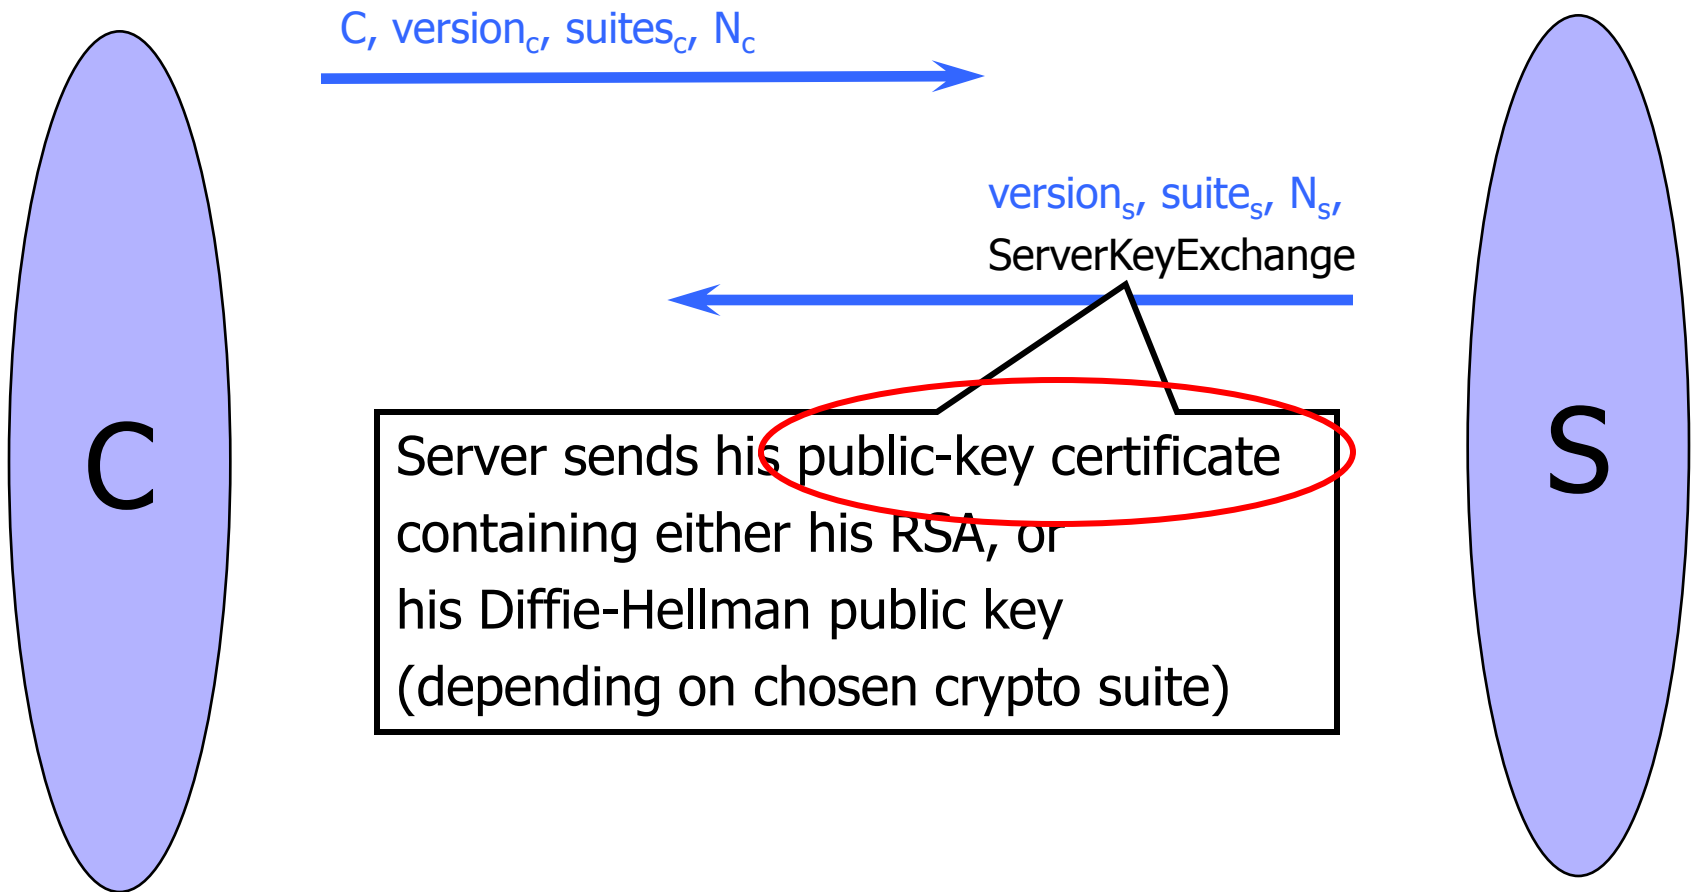 C, version_c, suites_c, N_c
version_s, suite_s, N_s,
ServerKeyExchange
C
S
Server sends his public-key certificate
containing either his RSA, or
his Diffie-Hellman public key
(depending on chosen crypto suite)